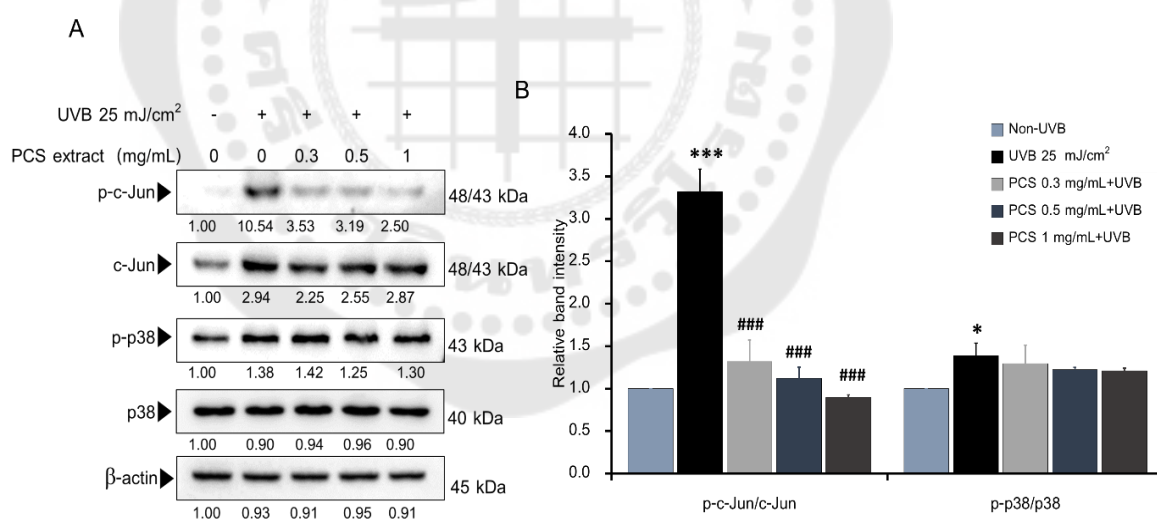 A
UVB 25 mJ/cm2 - + + + +
PCS extract (mg/mL) 0 0 0.3 0.5 1
p-c-Jun 48/43 kDa
1.00 10.54 3.53 3.19 2.50
c-Jun 48/43 kDa
1.00 2.94 2.25 2.55 2.87
p-p38 43 kDa
1.00 1.38 1.42 1.25 1.30
p38 40 kDa
1.00 0.90 0.94 0.96 0.90
β-actin 45 kDa
1.00 0.93 0.91 0.95 0.91
B
Relative band intensity
4.0
3.5
3.0
2.5
2.0
1.5
1.0
0.5
0.0
***
###
###
###
*
p-c-Jun/c-Jun
p-p38/p38
Non-UVB
UVB 25 mJ/cm2
PCS 0.3 mg/mL+UVB
PCS 0.5 mg/mL+UVB
PCS 1 mg/mL+UVB